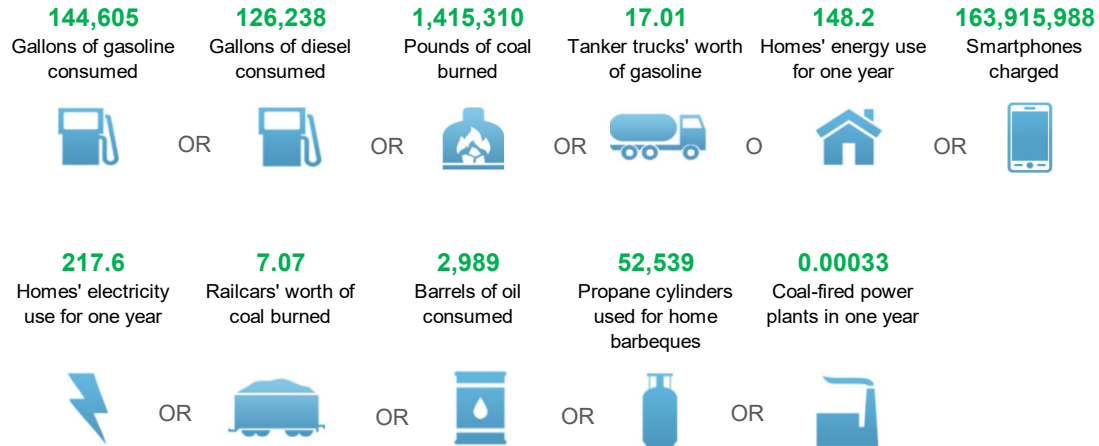 144,605
Gallons of gasoline
consumed
126,238
Gallons of diesel
consumed
1,415,310
Pounds of coal
burned
17.01
Tanker trucks' worth
of gasoline
148.2
Homes' energy use
for one year
163,915,988
Smartphones
charged
OR
OR
OR
O
OR
217.6
Homes' electricity
use for one year
7.07
Railcars' worth of
coal burned
2,989
Barrels of oil
consumed
52,539
Propane cylinders
used for home
barbeques
0.00033
Coal-fired power
plants in one year
OR
OR
OR
OR